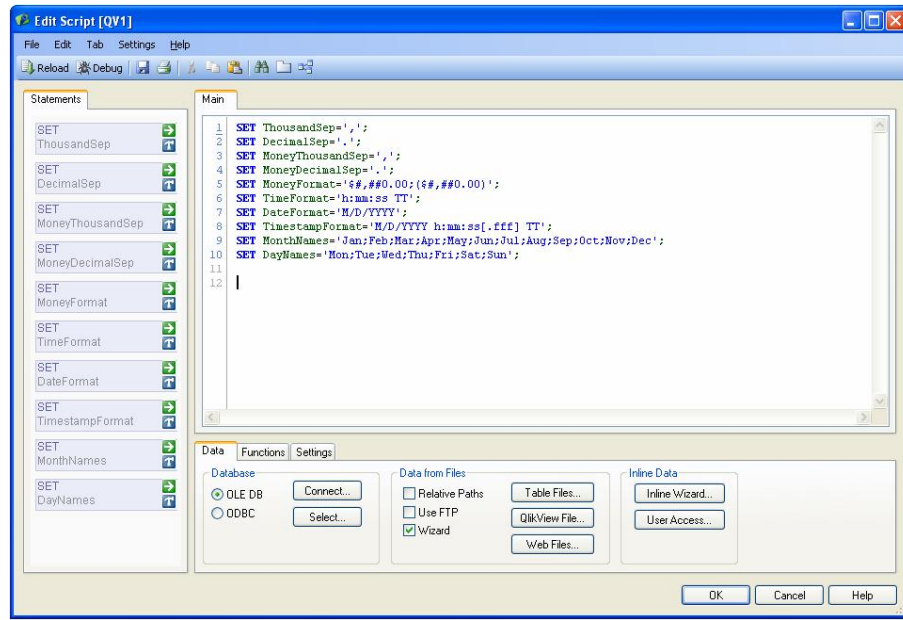 Edit Script [QV1]
File Edit Tab Settings Help
Reload Debug
Statements
SET
ThousandSep
SET
DecimalSep
SET
MoneyThousandSep
SET
MoneyDecimalSep
SET
MoneyFormat
SET
TimeFormat
SET
DateFormat
SET
TimestampFormat
SET
MonthNames
SET
DayNames
Main
1 SET ThousandSep=',';
2 SET DecimalSep='.';
3 SET MoneyThousandSep=',';
4 SET MoneyDecimalSep='.';
5 SET MoneyFormat='$#,##0.00;($#,##0.00)';
6 SET TimeFormat='h:mm:ss TT';
7 SET DateFormat='M/D/YYYY';
8 SET TimestampFormat='M/D/YYYY h:mm:ss[.fff] TT';
9 SET MonthNames='Jan;Feb;Mar;Apr;May;Jun;Jul;Aug;Sep;Oct;Nov;Dec';
10 SET DayNames='Mon;Tue;Wed;Thu;Fri;Sat;Sun';
11
12
Data Functions Settings
Database
OLE DB
ODBC
Connect...
Select...
Data from Files
Relative Paths
Use FTP
Wizard
Table Files...
QlikView File...
Web Files...
Inline Data
Inline Wizard...
User Access...
OK Cancel Help